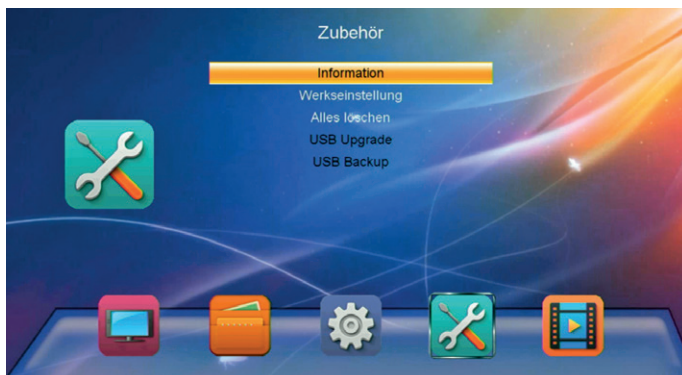 Zubehör
Information
Werkseinstellung
Alles löschen
USB Upgrade
USB Backup